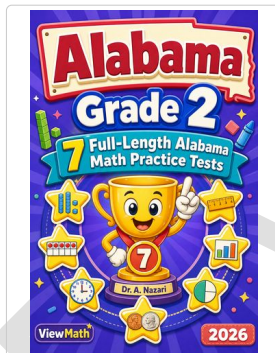 Alabama
Grade 2
7 Full-Length Alabama
Math Practice Tests
7
Dr. A. Nazari
ViewMath
2026